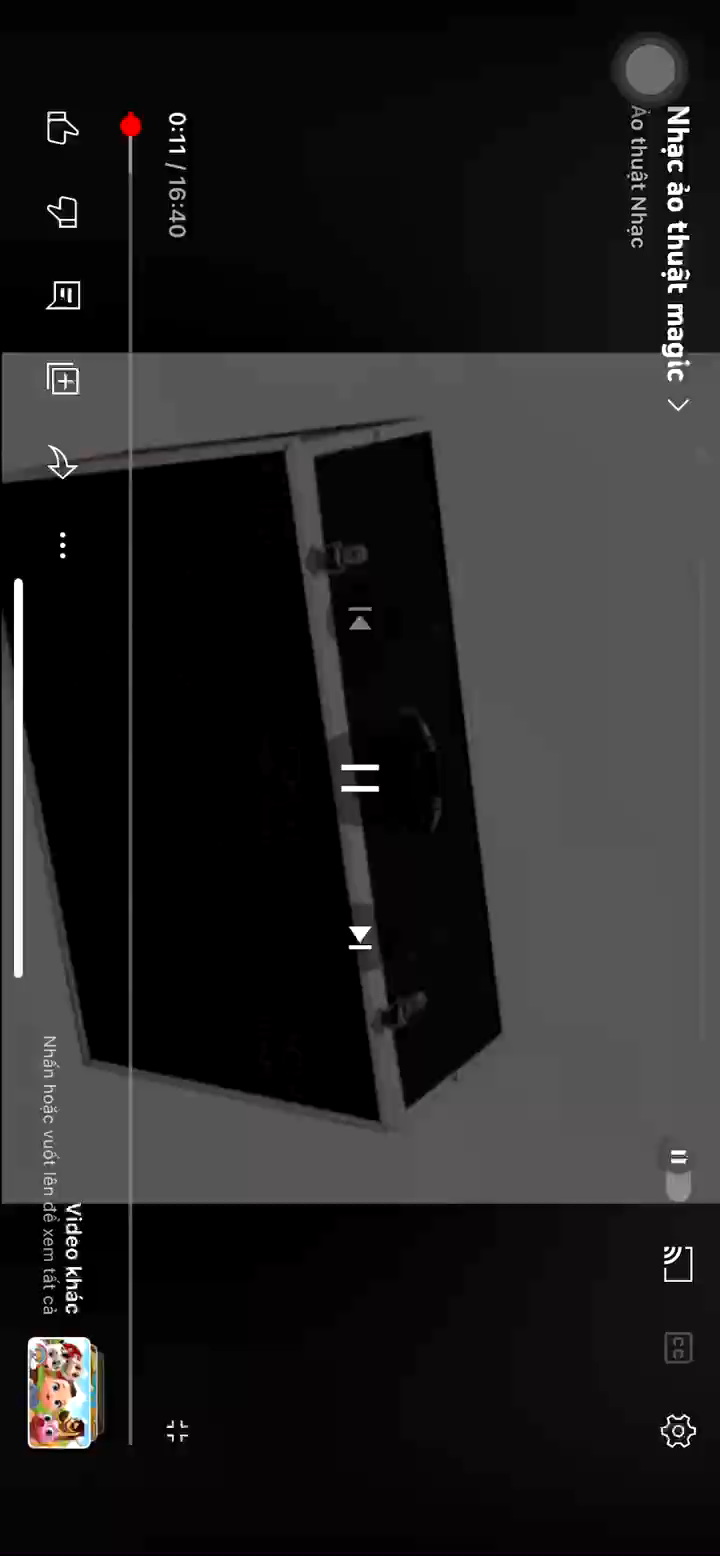 Nhạc ảo thuật magic
Ảo thuật Nhạc
CC
0:11 / 16:40
Video khác
Nhấn hoặc vuốt lên để xem tất cả